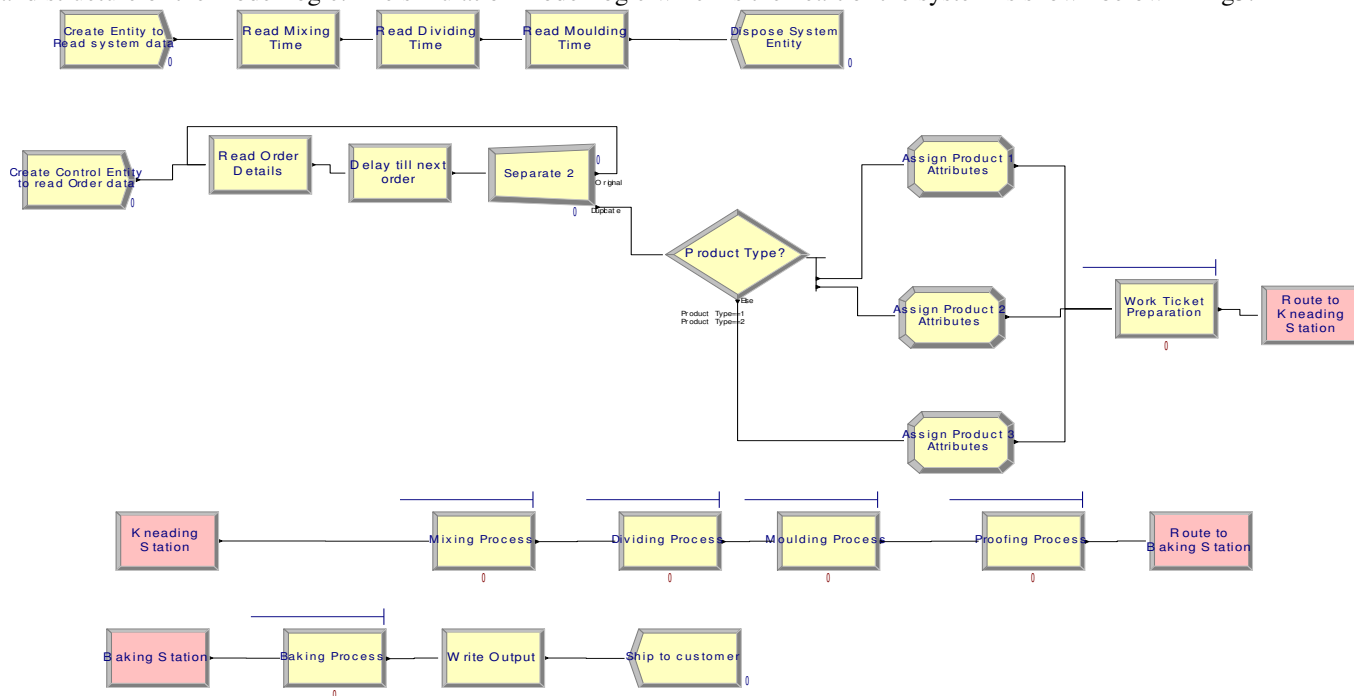 Create Entity to
Read system data
0
Read Mixing
Time
Read Dividing
Time
Read Moulding
Time
Dispose System
Entity
0
Create Control Entity
to read Order data
0
Read Order
Details
Delay till next
order
Separate 2
0
Original
0
Duplicate
Product Type?
Else
Product Type==1
Product Type==2
Assign Product 1
Attributes
Assign Product 2
Attributes
Assign Product 3
Attributes
Work Ticket
Preparation
0
Route to
Kneading
Station
Kneading
Station
Mixing Process
0
Dividing Process
0
Moulding Process
0
Proofing Process
0
Route to
Baking Station
Baking Station
Baking Process
0
Write Output
Ship to customer
0